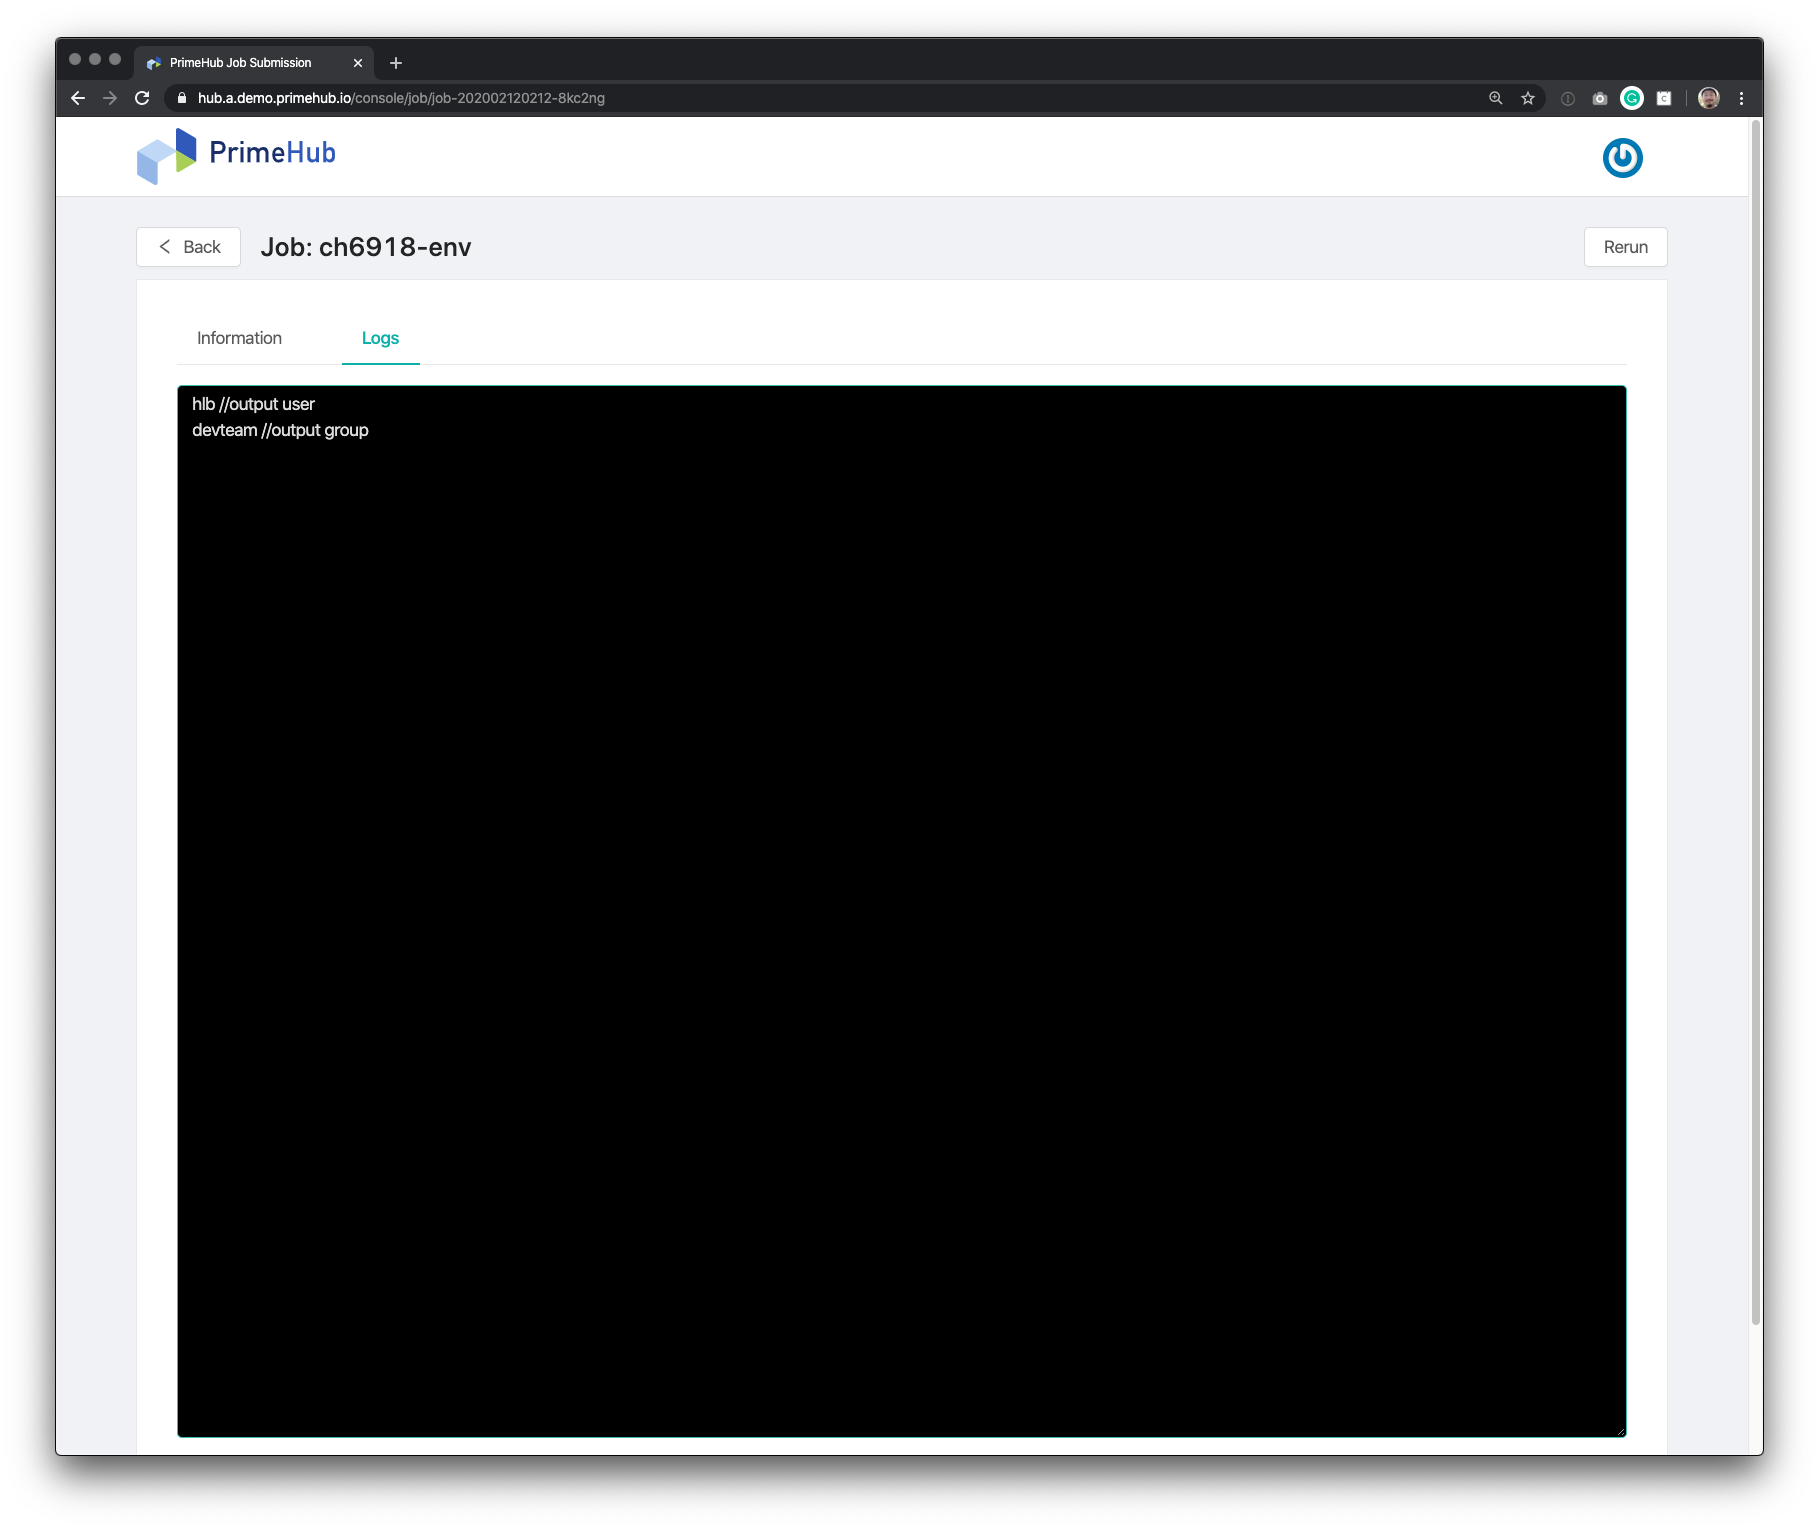 PrimeHub Job Submission
hub.a.demo.primehub.io/console/job/job-202002120212-8kc2ng
PrimeHub
Back
Job: ch6918-env
Rerun
Information
Logs
hlb //output user
devteam //output group